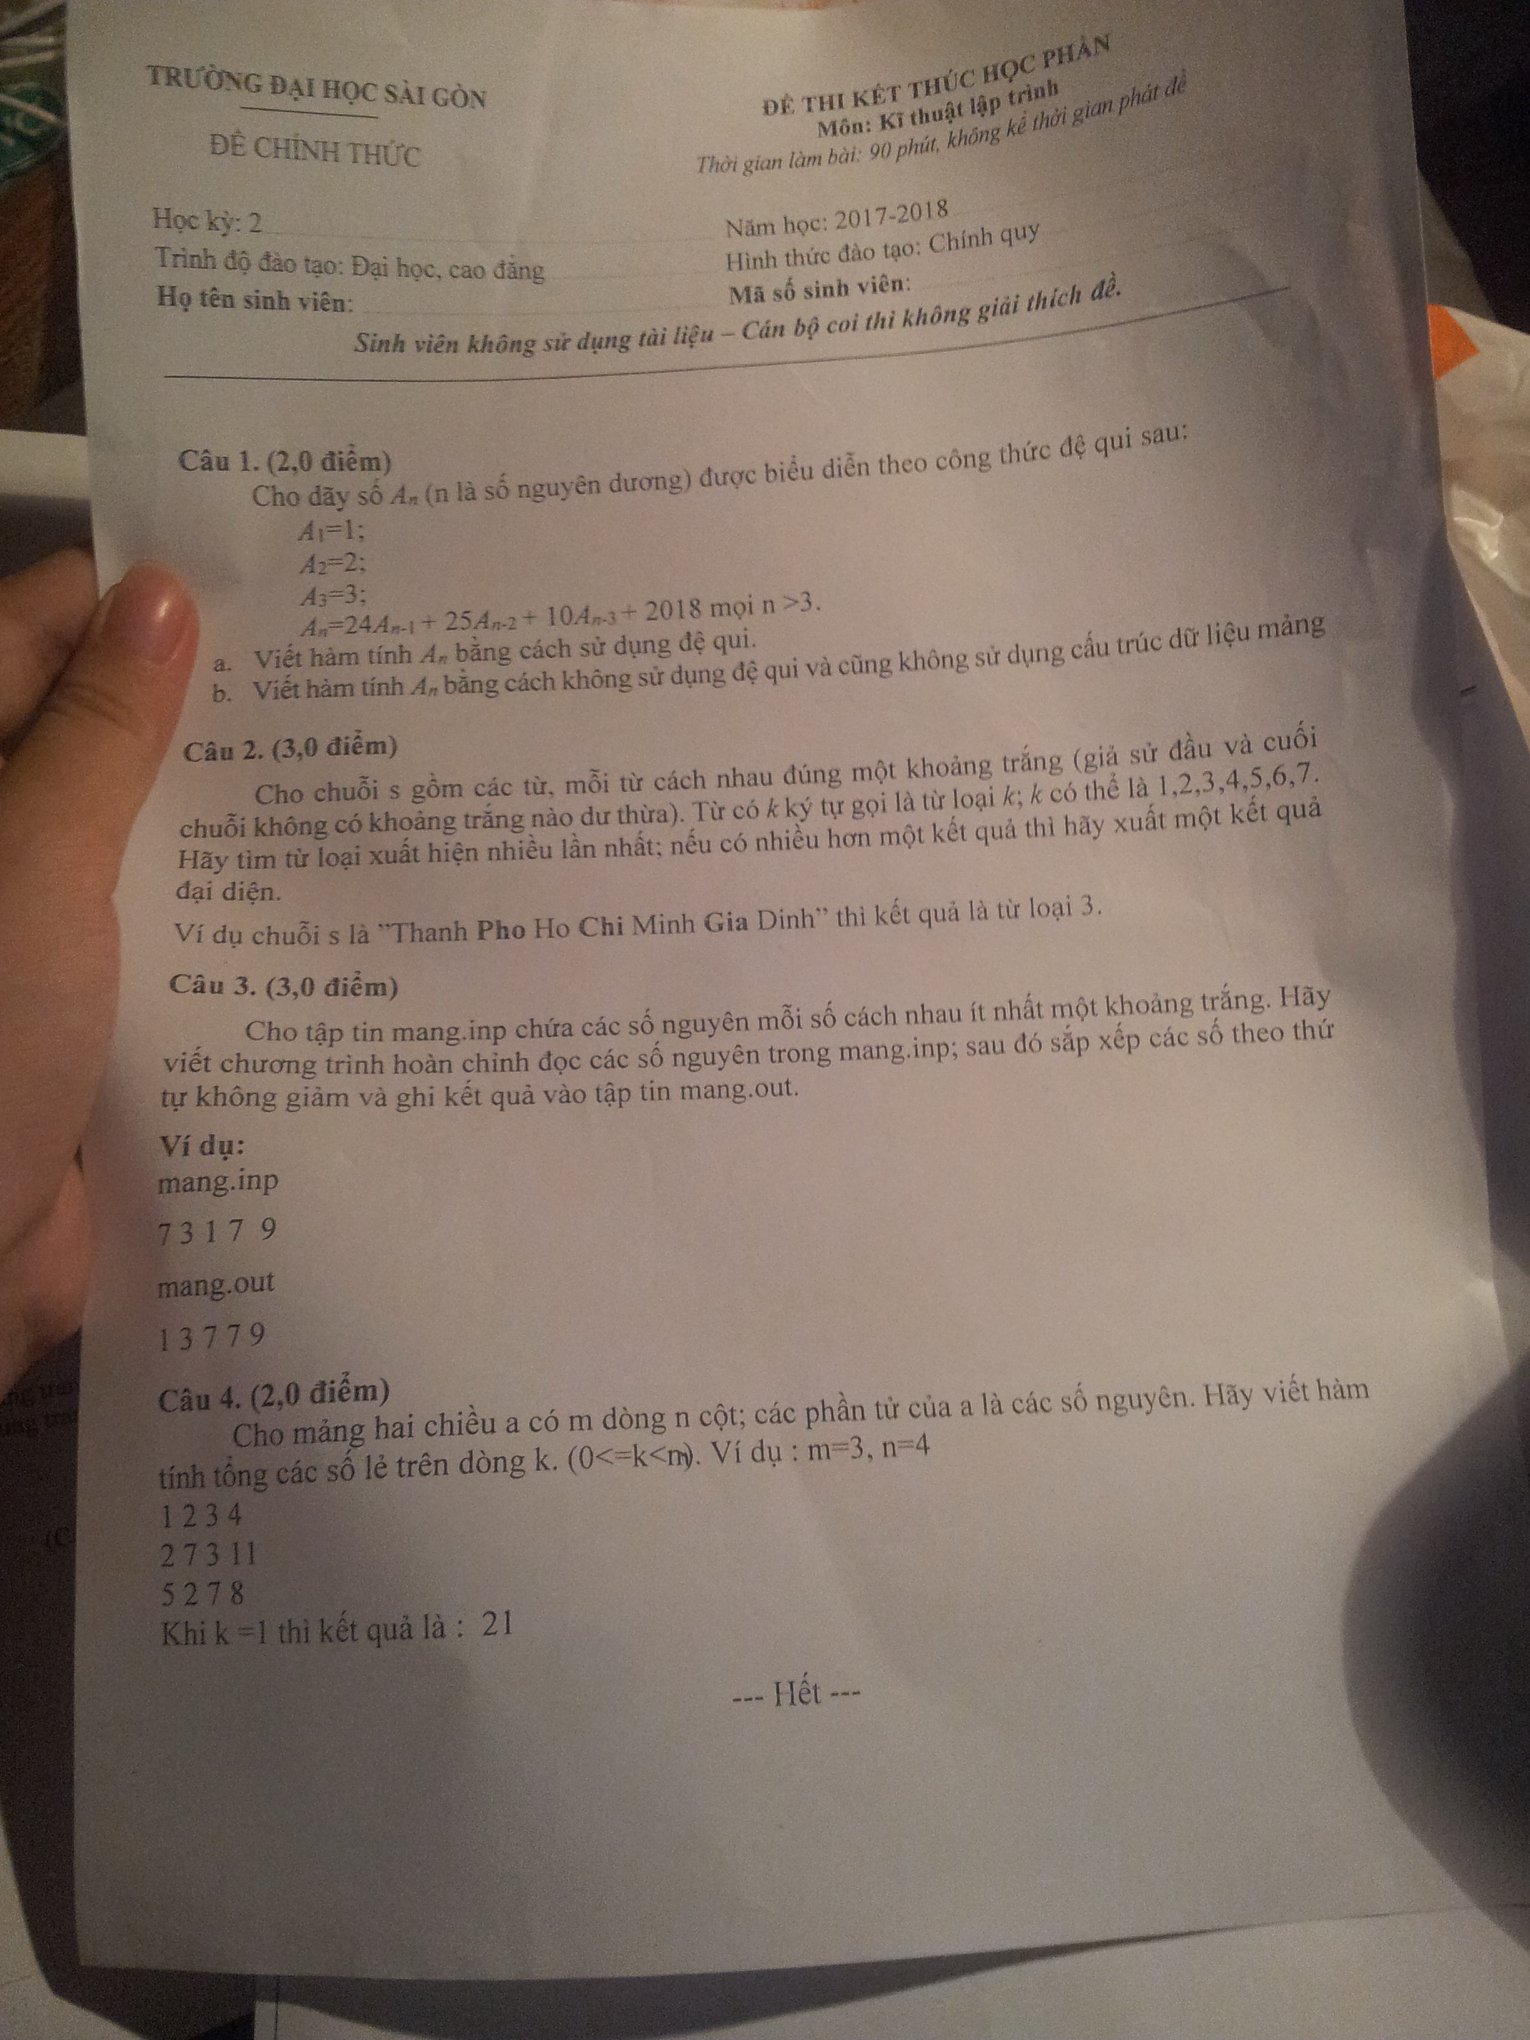 TRƯỜNG ĐẠI HỌC SÀI GÒN
ĐỀ CHÍNH THỨC
ĐỀ THI KẾT THÚC HỌC PHẦN
Môn: Kĩ thuật lập trình
Thời gian làm bài: 90 phút, không kể thời gian phát đề
Học kỳ: 2
Năm học: 2017-2018
Trình độ đào tạo: Đại học, cao đẳng
Hình thức đào tạo: Chính quy
Họ tên sinh viên:
Mã số sinh viên:
Sinh viên không sử dụng tài liệu – Cán bộ coi thi không giải thích đề.
Câu 1. (2,0 điểm)
Cho dãy số Aₙ (n là số nguyên dương) được biểu diễn theo công thức đệ qui sau:
A₁=1;
A₂=2;
A₃=3;
Aₙ=24Aₙ₋₁ + 25Aₙ₋₂ + 10Aₙ₋₃ + 2018 mọi n >3.
a. Viết hàm tính Aₙ bằng cách sử dụng đệ qui.
b. Viết hàm tính Aₙ bằng cách không sử dụng đệ qui và cũng không sử dụng cấu trúc dữ liệu mảng
Câu 2. (3,0 điểm)
Cho chuỗi s gồm các từ, mỗi từ cách nhau đúng một khoảng trắng (giả sử đầu và cuối
chuỗi không có khoảng trắng nào dư thừa). Từ có k ký tự gọi là từ loại k; k có thể là 1,2,3,4,5,6,7.
Hãy tìm từ loại xuất hiện nhiều lần nhất; nếu có nhiều hơn một kết quả thì hãy xuất một kết quả
đại diện.
Ví dụ chuỗi s là ”Thanh Pho Ho Chi Minh Gia Dinh” thì kết quả là từ loại 3.
Câu 3. (3,0 điểm)
Cho tập tin mang.inp chứa các số nguyên mỗi số cách nhau ít nhất một khoảng trắng. Hãy
viết chương trình hoàn chỉnh đọc các số nguyên trong mang.inp; sau đó sắp xếp các số theo thứ
tự không giảm và ghi kết quả vào tập tin mang.out.
Ví dụ:
mang.inp
7 3 1 7 9
mang.out
1 3 7 7 9
Câu 4. (2,0 điểm)
Cho mảng hai chiều a có m dòng n cột; các phần tử của a là các số nguyên. Hãy viết hàm
tính tổng các số lẻ trên dòng k. (0<=k<m). Ví dụ : m=3, n=4
1 2 3 4
2 7 3 11
5 2 7 8
Khi k =1 thì kết quả là : 21
--- Hết ---